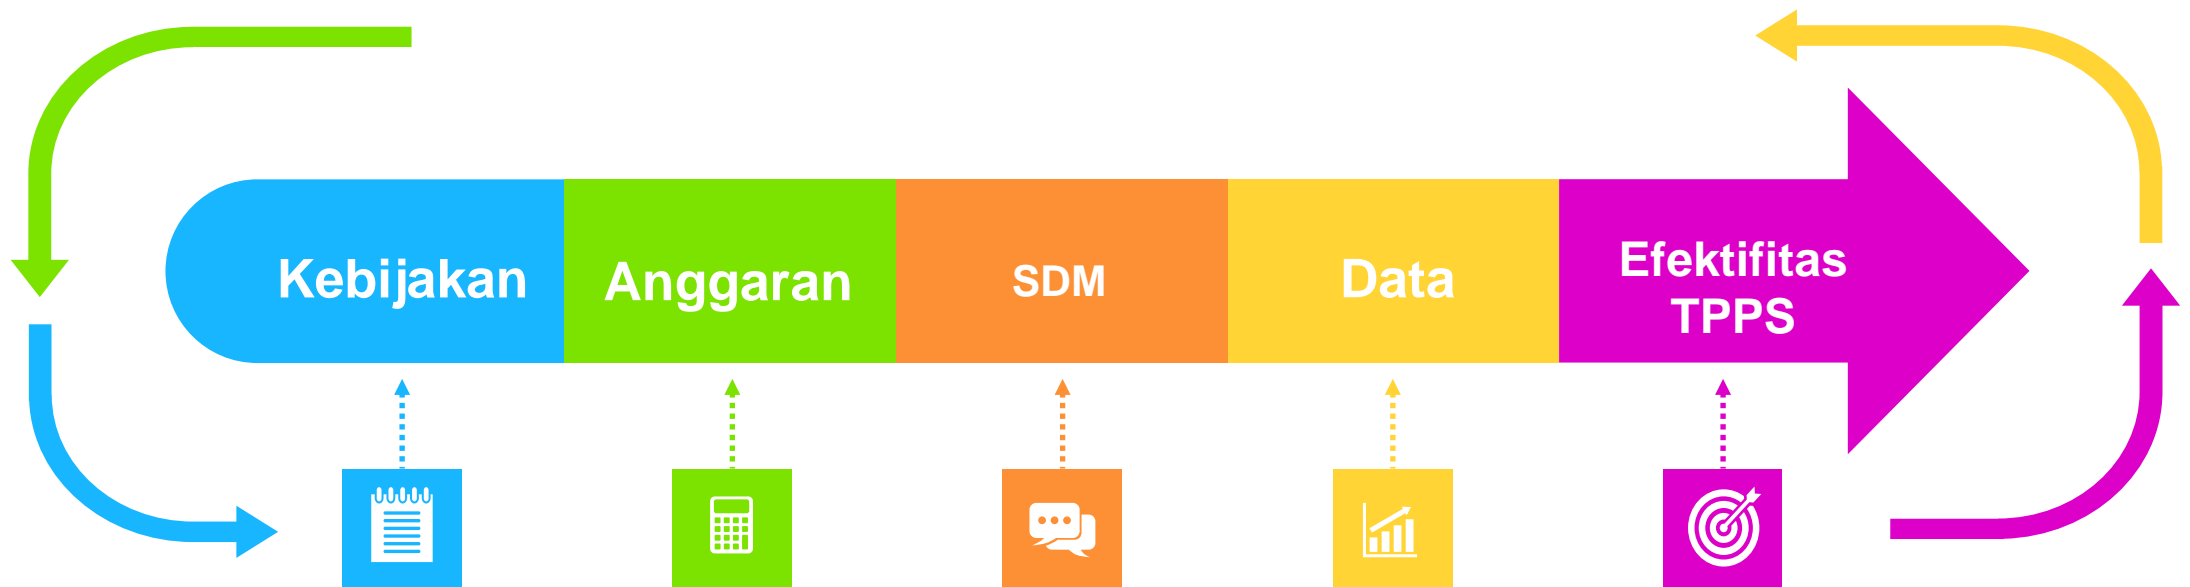 Kebijakan
Anggaran
SDM
Data
Efektifitas
TPPS